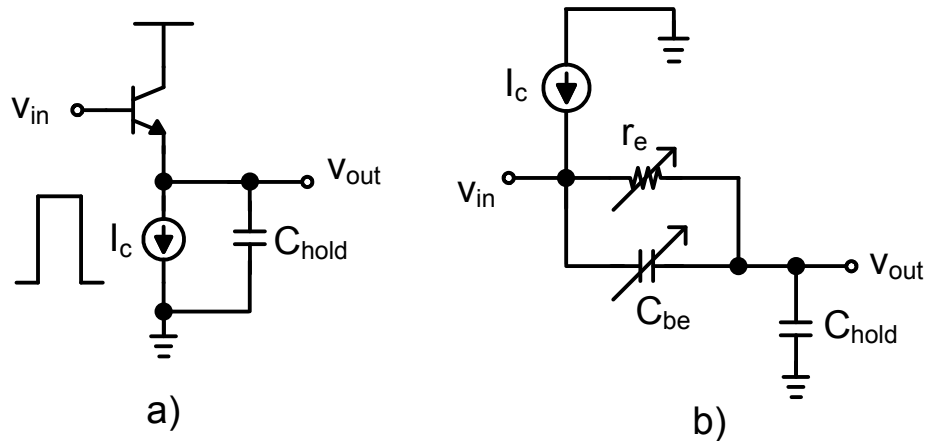 v_in
v_out
I_c
C_hold
a)
I_c
r_e
v_in
C_be
v_out
C_hold
b)